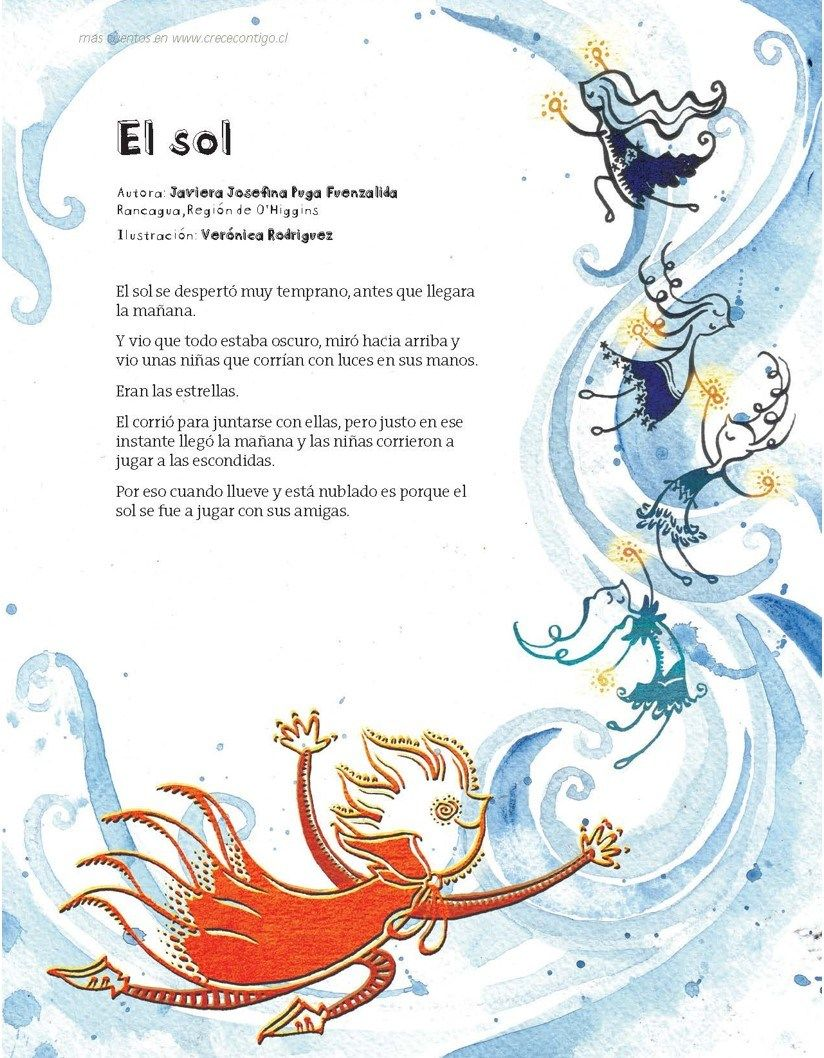 más cuentos en www.crececontigo.cl
El sol
Autora: Javiera Josefina Puga Fuenzalida
Rancagua, Región de O'Higgins
Ilustración: Verónica Rodriguez
El sol se despertó muy temprano, antes que llegara
la mañana.
Y vio que todo estaba oscuro, miró hacia arriba y
vio unas niñas que corrían con luces en sus manos.
Eran las estrellas.
El corrió para juntarse con ellas, pero justo en ese
instante llegó la mañana y las niñas corrieron a
jugar a las escondidas.
Por eso cuando llueve y está nublado es porque el
sol se fue a jugar con sus amigas.